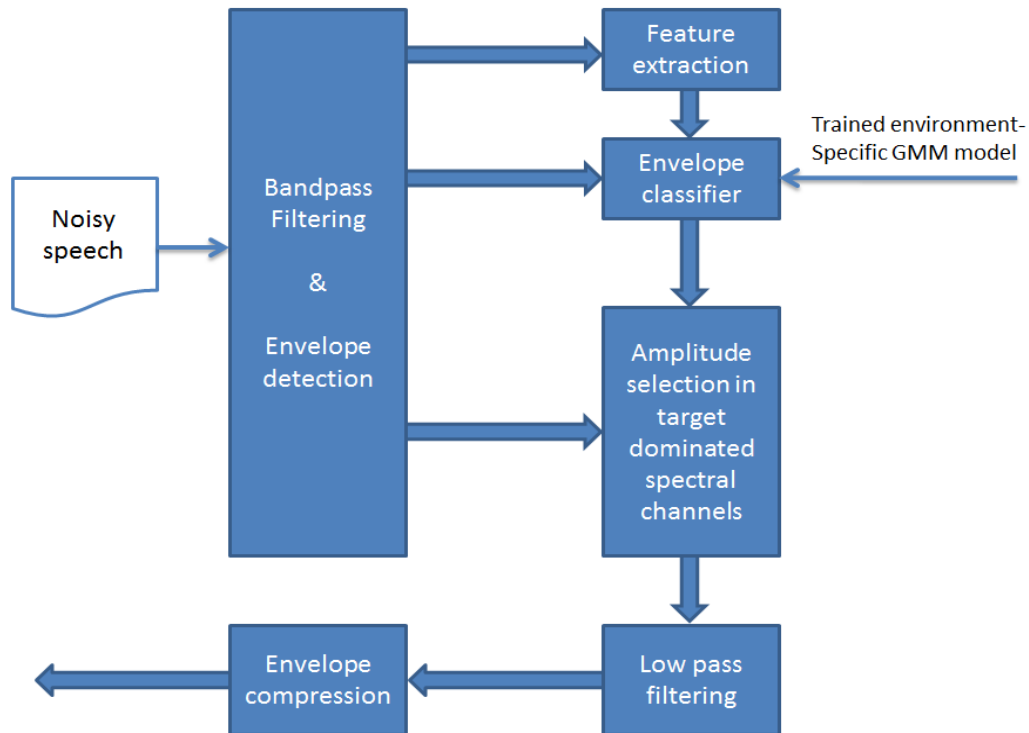 Noisy
speech
Bandpass
Filtering
&
Envelope
detection
Feature
extraction
Trained environment-
Specific GMM model
Envelope
classifier
Amplitude
selection in
target
dominated
spectral
channels
Low pass
filtering
Envelope
compression